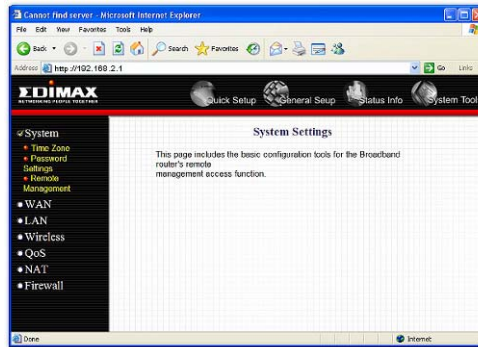 Cannot find server - Microsoft Internet Explorer
File Edit View Favorites Tools Help
Back Search Favorites
Address http://192.168.2.1 Go Links
EDIMAX
NETWORKING PEOPLE TOGETHER
Quick Setup General Seup Status Info System Tool
System
Time Zone
Password
Settings
Remote
Management
WAN
LAN
Wireless
QoS
NAT
Firewall
System Settings
This page includes the basic configuration tools for the Broadband
router's remote
management access function.
Done Internet